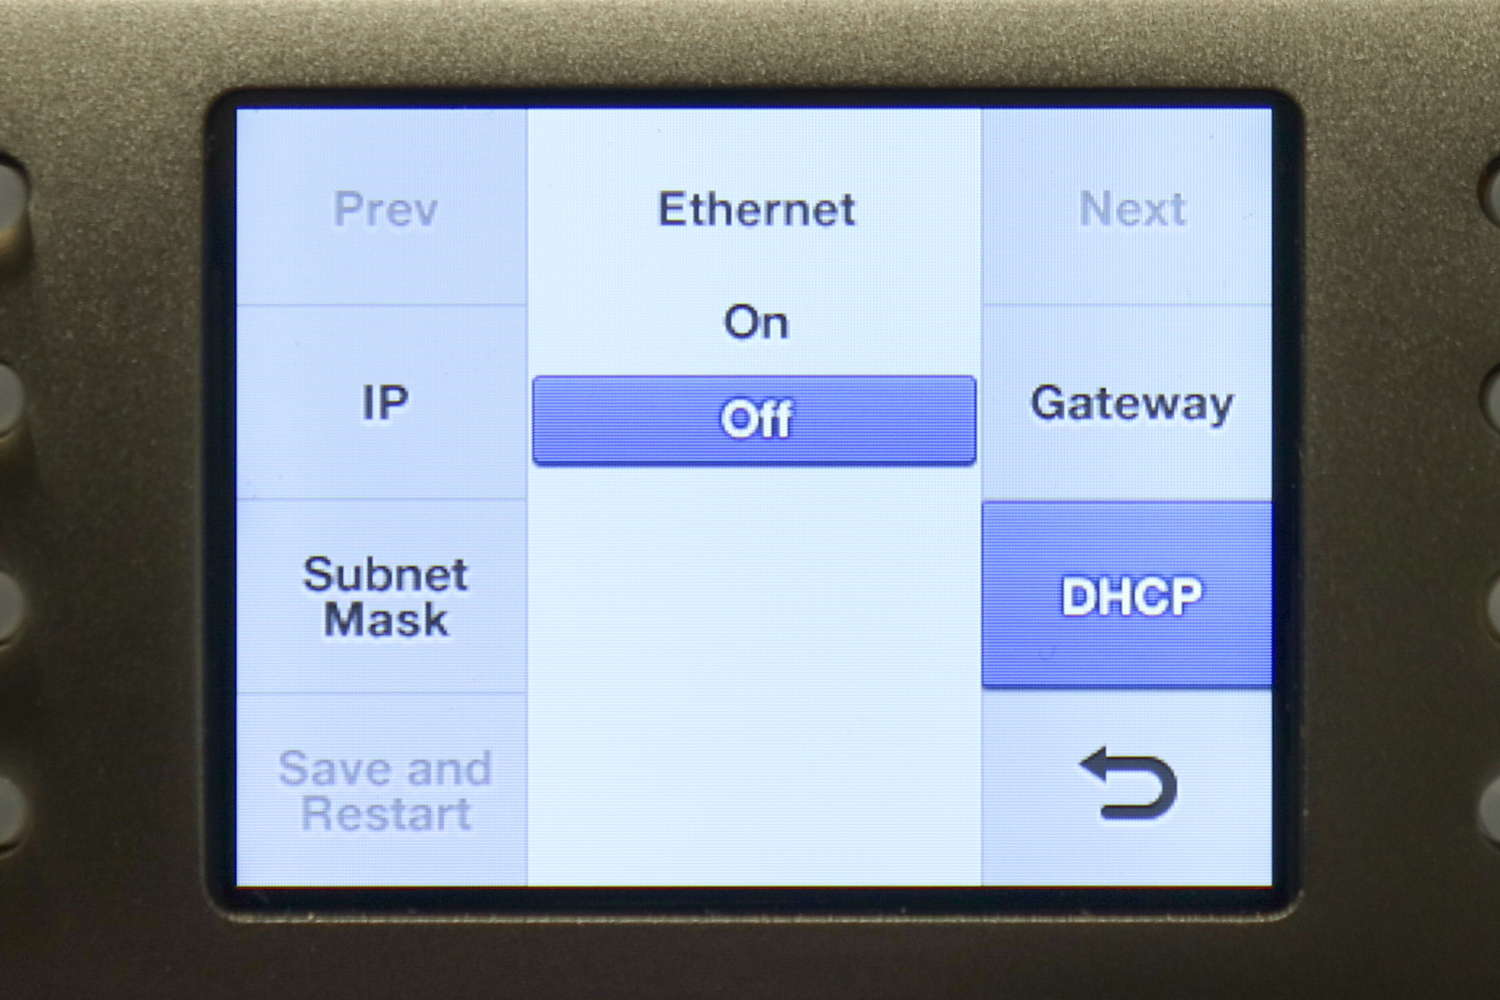 Prev
Ethernet
Next
On
IP
Off
Gateway
Subnet
Mask
DHCP
Save and
Restart